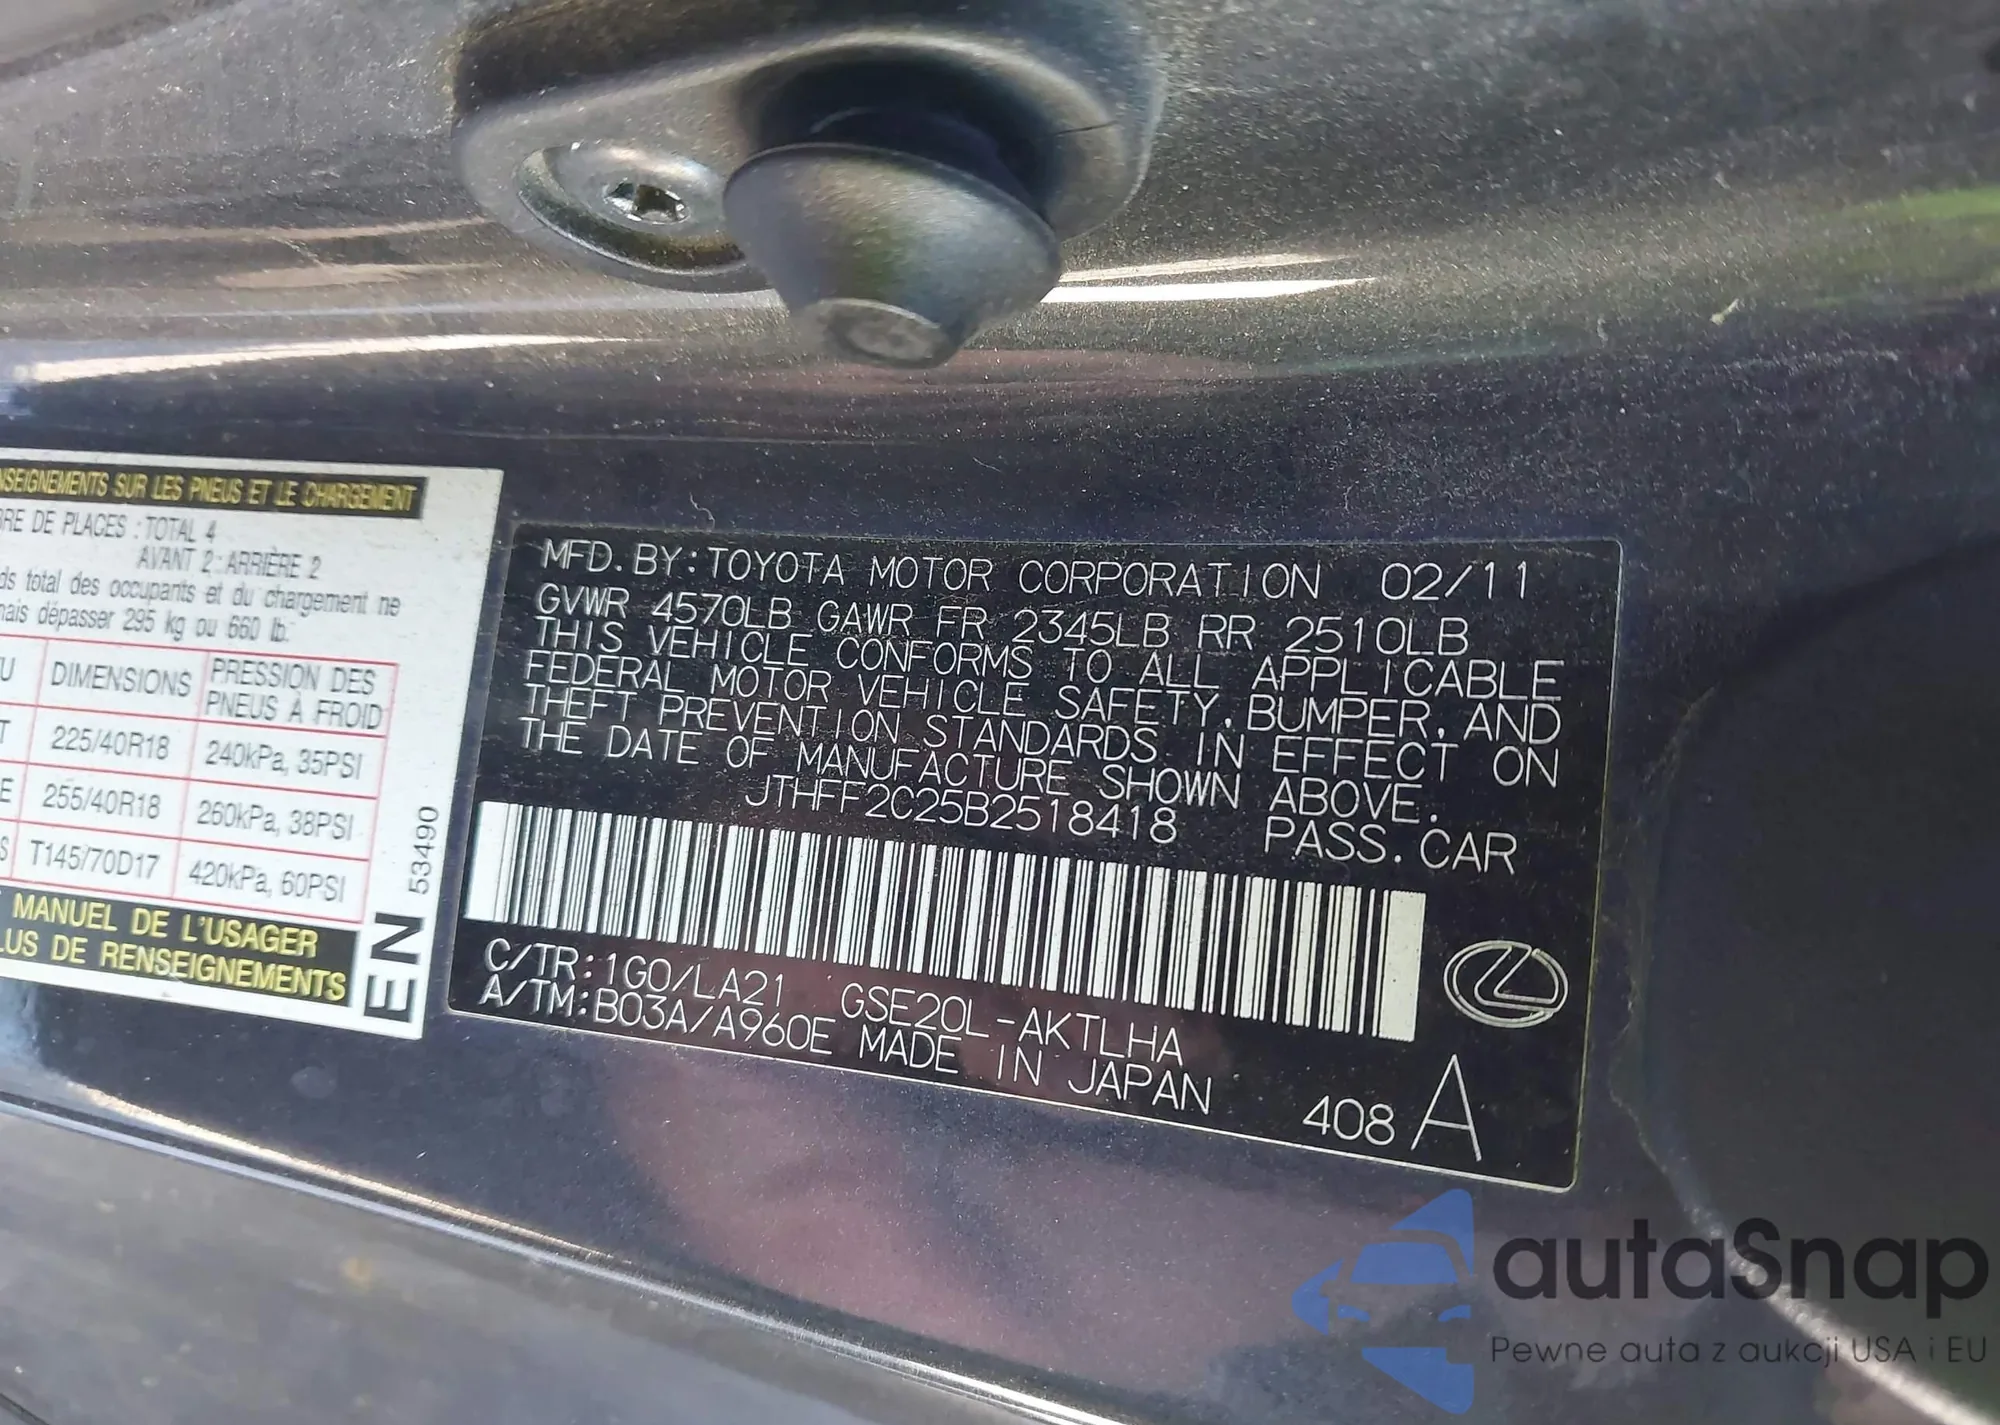 NSEIGNEMENTS SUR LES PNEUS ET LE CHARGEMENT
BRE DE PLACES : TOTAL 4
AVANT 2 : ARRIÈRE 2
ds total des occupants et du chargement ne
mais dépasser 295 kg ou 660 lb.
U DIMENSIONS PRESSION DES
PNEUS À FROID
T 225/40R18 240kPa, 35PSI
E 255/40R18 260kPa, 38PSI
S T145/70D17 420kPa, 60PSI
MANUEL DE L'USAGER
LUS DE RENSEIGNEMENTS
EN 53490
MFD. BY: TOYOTA MOTOR CORPORATION 02/11
GVWR 4570LB GAWR FR 2345LB RR 2510LB
THIS VEHICLE CONFORMS TO ALL APPLICABLE
FEDERAL MOTOR VEHICLE SAFETY, BUMPER, AND
THEFT PREVENTION STANDARDS IN EFFECT ON
THE DATE OF MANUFACTURE SHOWN ABOVE.
JTHFF2C25B2518418 PASS. CAR
C/TR: 1G0/LA21 GSE20L-AKTLHA
A/TM: B03A/A960E MADE IN JAPAN
408 A
autaSnap
Pewne auta z aukcji USA i EU